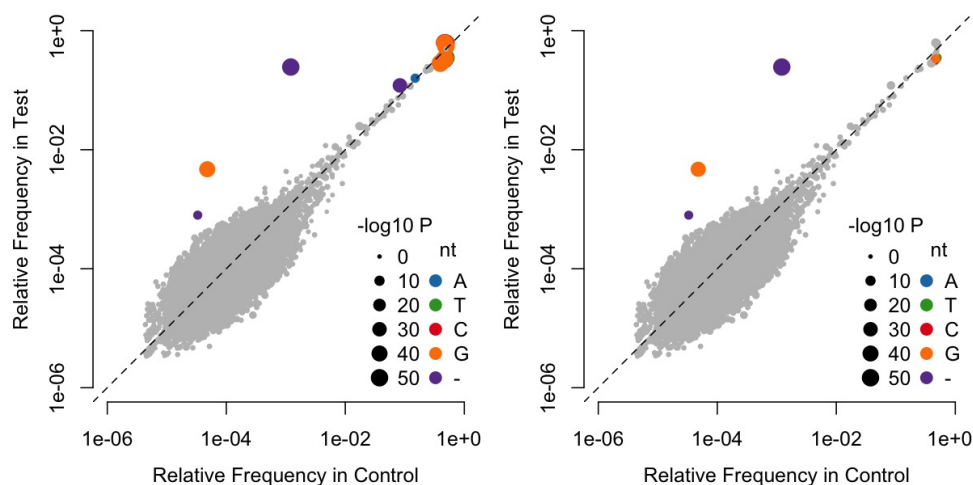 1e+0
1e-02
1e-04
1e-06
Relative Frequency in Test
1e-06 1e-04 1e-02 1e+0
Relative Frequency in Control
-log10 P nt
0
10 A
20 T
30 C
40 G
50 -
1e+0
1e-02
1e-04
1e-06
Relative Frequency in Test
1e-06 1e-04 1e-02 1e+0
Relative Frequency in Control
-log10 P nt
0
10 A
20 T
30 C
40 G
50 -